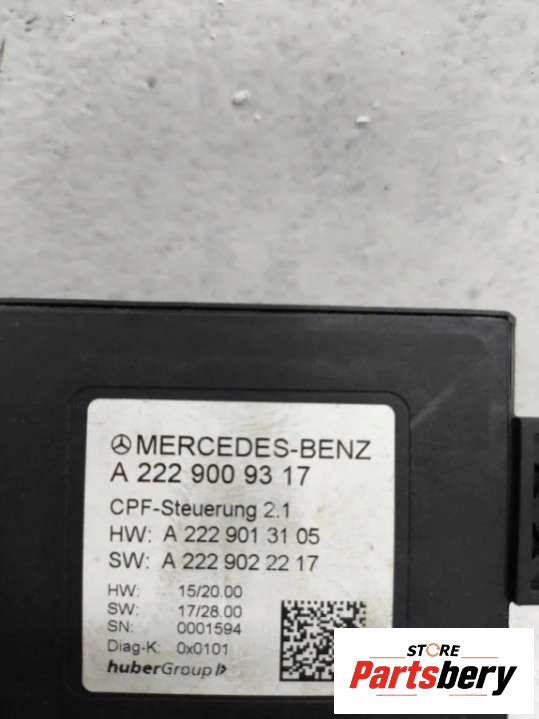 MERCEDES-BENZ
A 222 900 93 17
CPF-Steuerung 2.1
HW: A 222 901 31 05
SW: A 222 902 22 17
HW: 15/20.00
SW: 17/28.00
SN: 0001594
Diag-K: 0x0101
huberGroup
STORE
Partsbery